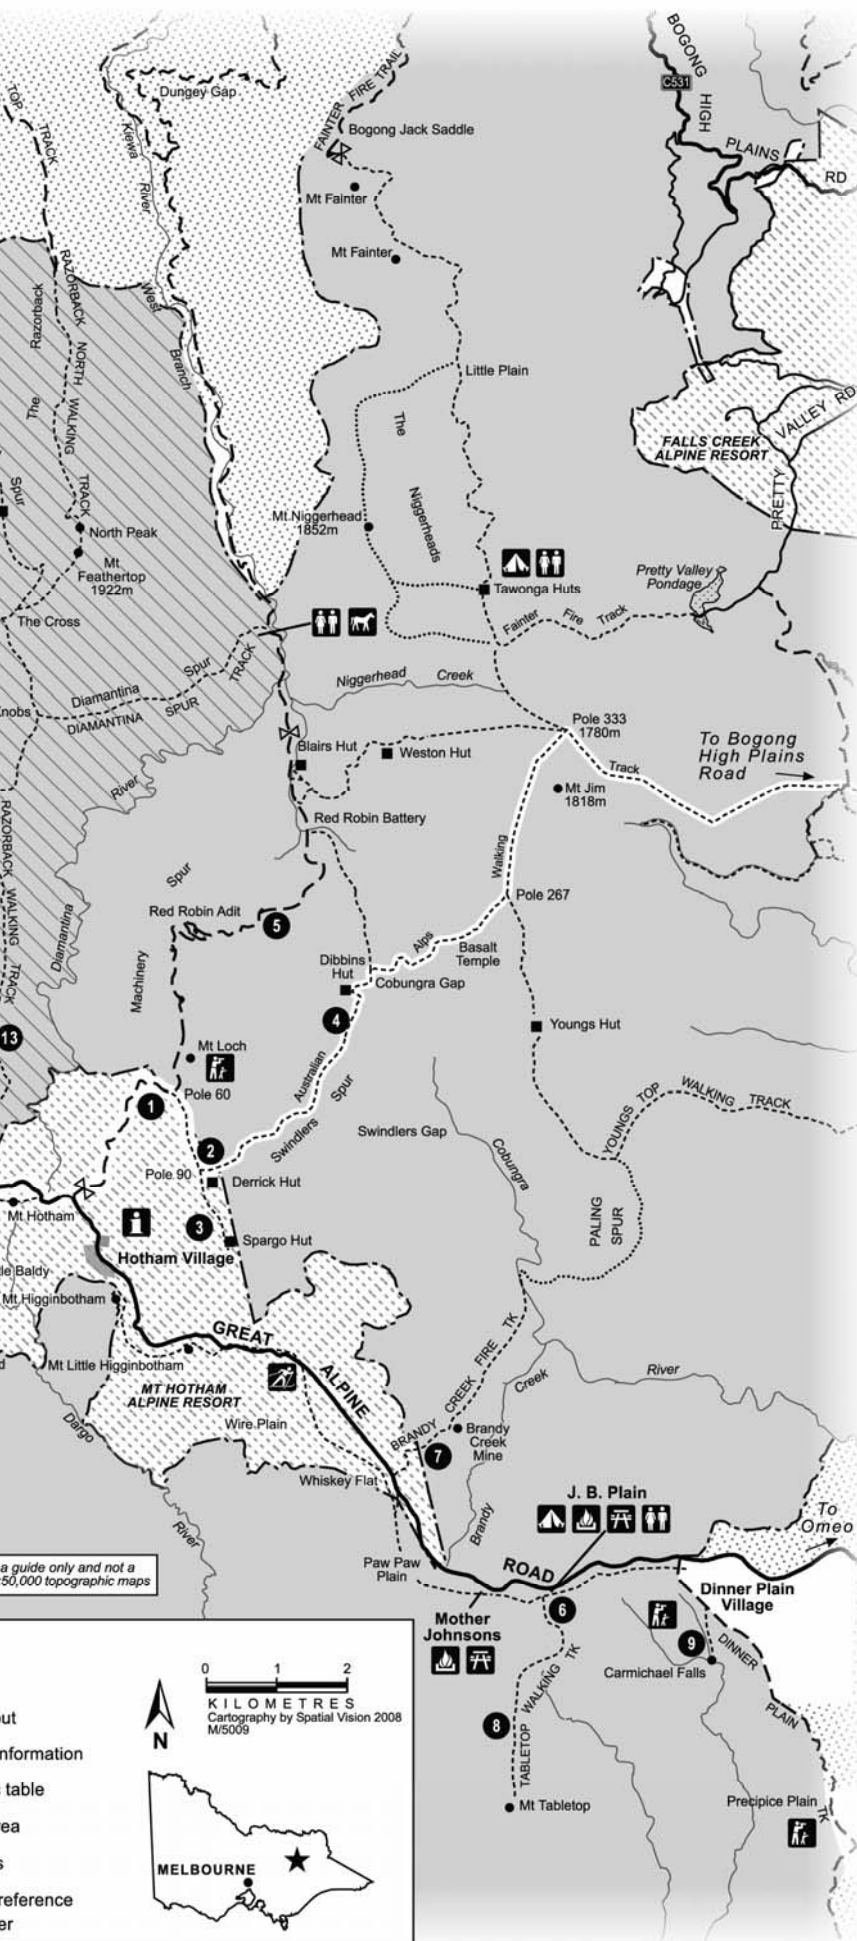 BOGONG
HIGH
PLAINS
RD
C531
FAINTER FIRE TRAIL
Dungey Gap
TOP
TRACK
Kiewa
River
West
Branch
Bogong Jack Saddle
Mt Fainter
Mt Fainter
RAZORBACK NORTH WALKING TRACK
The Razorback
Little Plain
The
Niggerheads
FALLS CREEK
ALPINE RESORT
PRETTY
VALLEY RD
Spur
Mt Niggerhead
1852m
North Peak
Mt
Feathertop
1922m
Tawonga Huts
Pretty Valley
Pondage
The Cross
Fainter Fire Track
Diamantina Spur
DIAMANTINA SPUR TRACK
Niggerhead Creek
Pole 333
1780m
Blairs Hut
Weston Hut
To Bogong
High Plains
Road
Track
Mt Jim
1818m
River
Diamantina
RAZORBACK WALKING TRACK
Red Robin Battery
Walking
Spur
Machinery
Pole 267
Red Robin Adit
5
Alps
Basalt
Temple
Dibbins
Hut
Cobungra Gap
4
Youngs Hut
13
Mt Loch
Australian
Pole 60
1
Swindlers Spur
YOUNGS TOP WALKING TRACK
Swindlers Gap
Cobungra
2
Pole 90
Derrick Hut
PALING
SPUR
Mt Hotham
3
Spargo Hut
Hotham Village
tle Baldy
Mt Higginbotham
GREAT
ALPINE
ROAD
Mt Little Higginbotham
MT HOTHAM
ALPINE RESORT
Wire Plain
BRANDY CREEK FIRE TK
Creek
River
Dargo
River
Brandy
Creek
Mine
7
Whiskey Flat
Brandy
J. B. Plain
To
Omeo
a guide only and not a
:50,000 topographic maps
Paw Paw
Plain
Dinner Plain
Village
Mother
Johnsons
6
9
DINNER
PLAIN
TK
Carmichael Falls
TABLETOP WALKING TK
8
Mt Tabletop
Precipice Plain
0 1 2
KILOMETRES
Cartography by Spatial Vision 2008
M/5009
N
MELBOURNE
nformation
table
reference